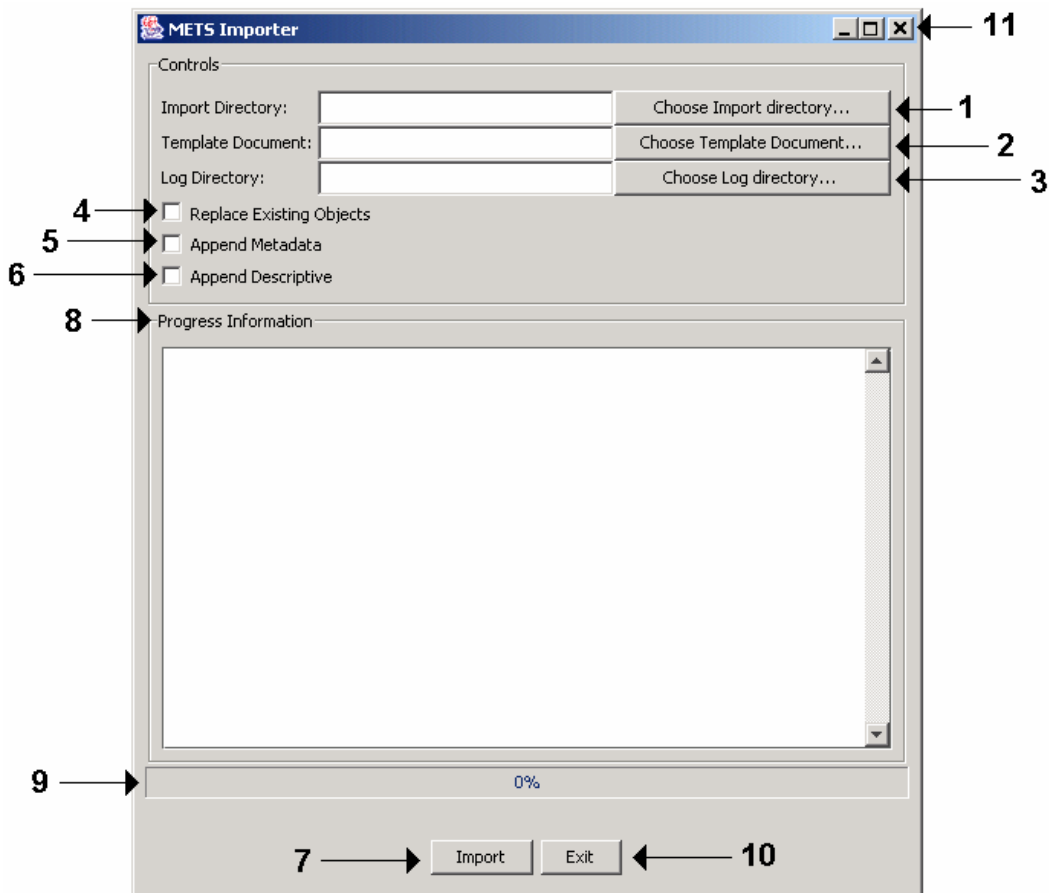 METS Importer 11
Controls
Import Directory: Choose Import directory... 1
Template Document: Choose Template Document... 2
Log Directory: Choose Log directory... 3
4 Replace Existing Objects
5 Append Metadata
6 Append Descriptive
8 Progress Information
9 0%
7 Import Exit 10